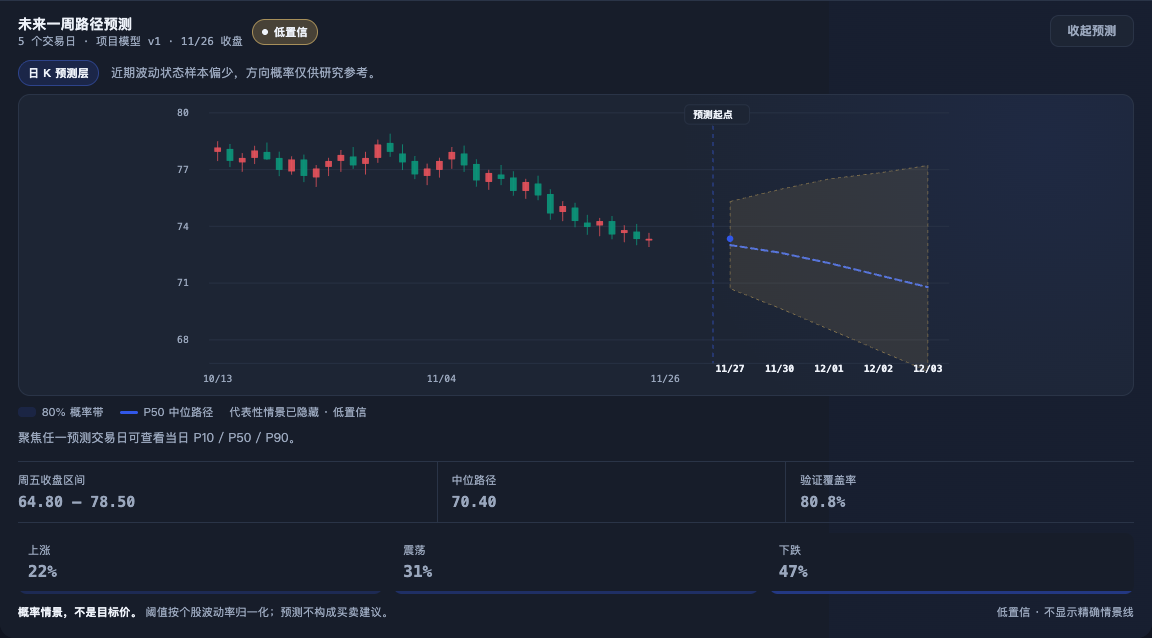 未来一周路径预测
5 个交易日 · 项目模型 v1 · 11/26 收盘
低置信
收起预测
日 K 预测层
近期波动状态样本偏少，方向概率仅供研究参考。
80
77
74
71
68
预测起点
10/13
11/04
11/26
11/27
11/30
12/01
12/02
12/03
80% 概率带
P50 中位路径
代表性情景已隐藏 · 低置信
聚焦任一预测交易日可查看当日 P10 / P50 / P90。
周五收盘区间
64.80 — 78.50
中位路径
70.40
验证覆盖率
80.8%
上涨
22%
震荡
31%
下跌
47%
概率情景，不是目标价。 阈值按个股波动率归一化；预测不构成买卖建议。
低置信 · 不显示精确情景线